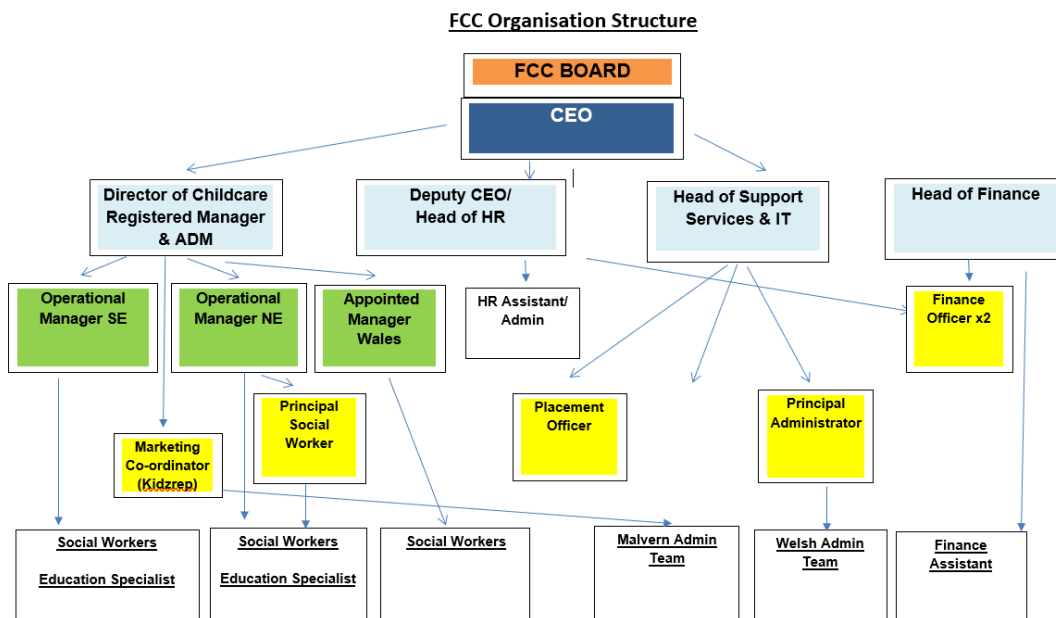 FCC Organisation Structure
FCC BOARD
CEO
Director of Childcare
Registered Manager
& ADM
Deputy CEO/
Head of HR
Head of Support
Services & IT
Head of Finance
Operational
Manager SE
Operational
Manager NE
Appointed
Manager
Wales
HR Assistant/
Admin
Finance
Officer x2
Principal
Social
Worker
Placement
Officer
Principal
Administrator
Marketing
Co-ordinator
(Kidzrep)
Social Workers
Education Specialist
Social Workers
Education Specialist
Social Workers
Malvern Admin
Team
Welsh Admin
Team
Finance
Assistant